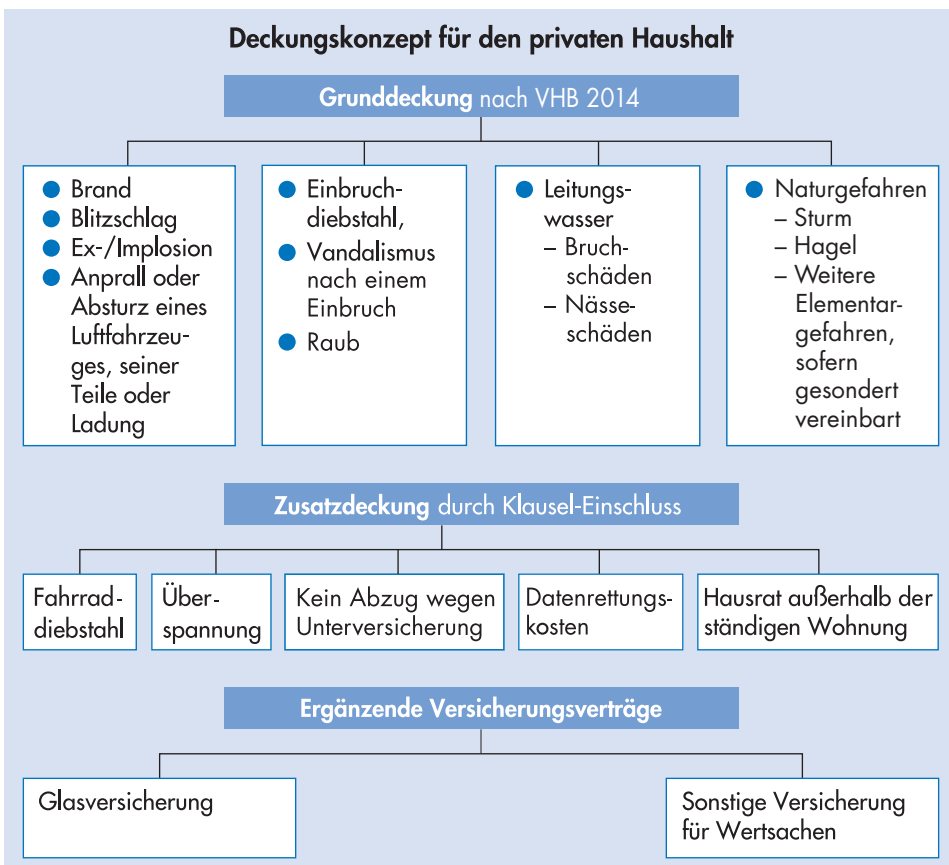 Deckungskonzept für den privaten Haushalt
Grunddeckung nach VHB 2014
● Brand
● Blitzschlag
● Ex-/Implosion
● Anprall oder
Absturz eines
Luftfahrzeu-
ges, seiner
Teile oder
Ladung
● Einbruch-
diebstahl,
● Vandalismus
nach einem
Einbruch
● Raub
● Leitungs-
wasser
– Bruch-
schäden
– Nässe-
schäden
● Naturgefahren
– Sturm
– Hagel
– Weitere
Elementar-
gefahren,
sofern
gesondert
vereinbart
Zusatzdeckung durch Klausel-Einschluss
Fahrrad-
diebstahl
Über-
spannung
Kein Abzug wegen
Unterversicherung
Datenrettungs-
kosten
Hausrat außerhalb der
ständigen Wohnung
Ergänzende Versicherungsverträge
Glasversicherung
Sonstige Versicherung
für Wertsachen